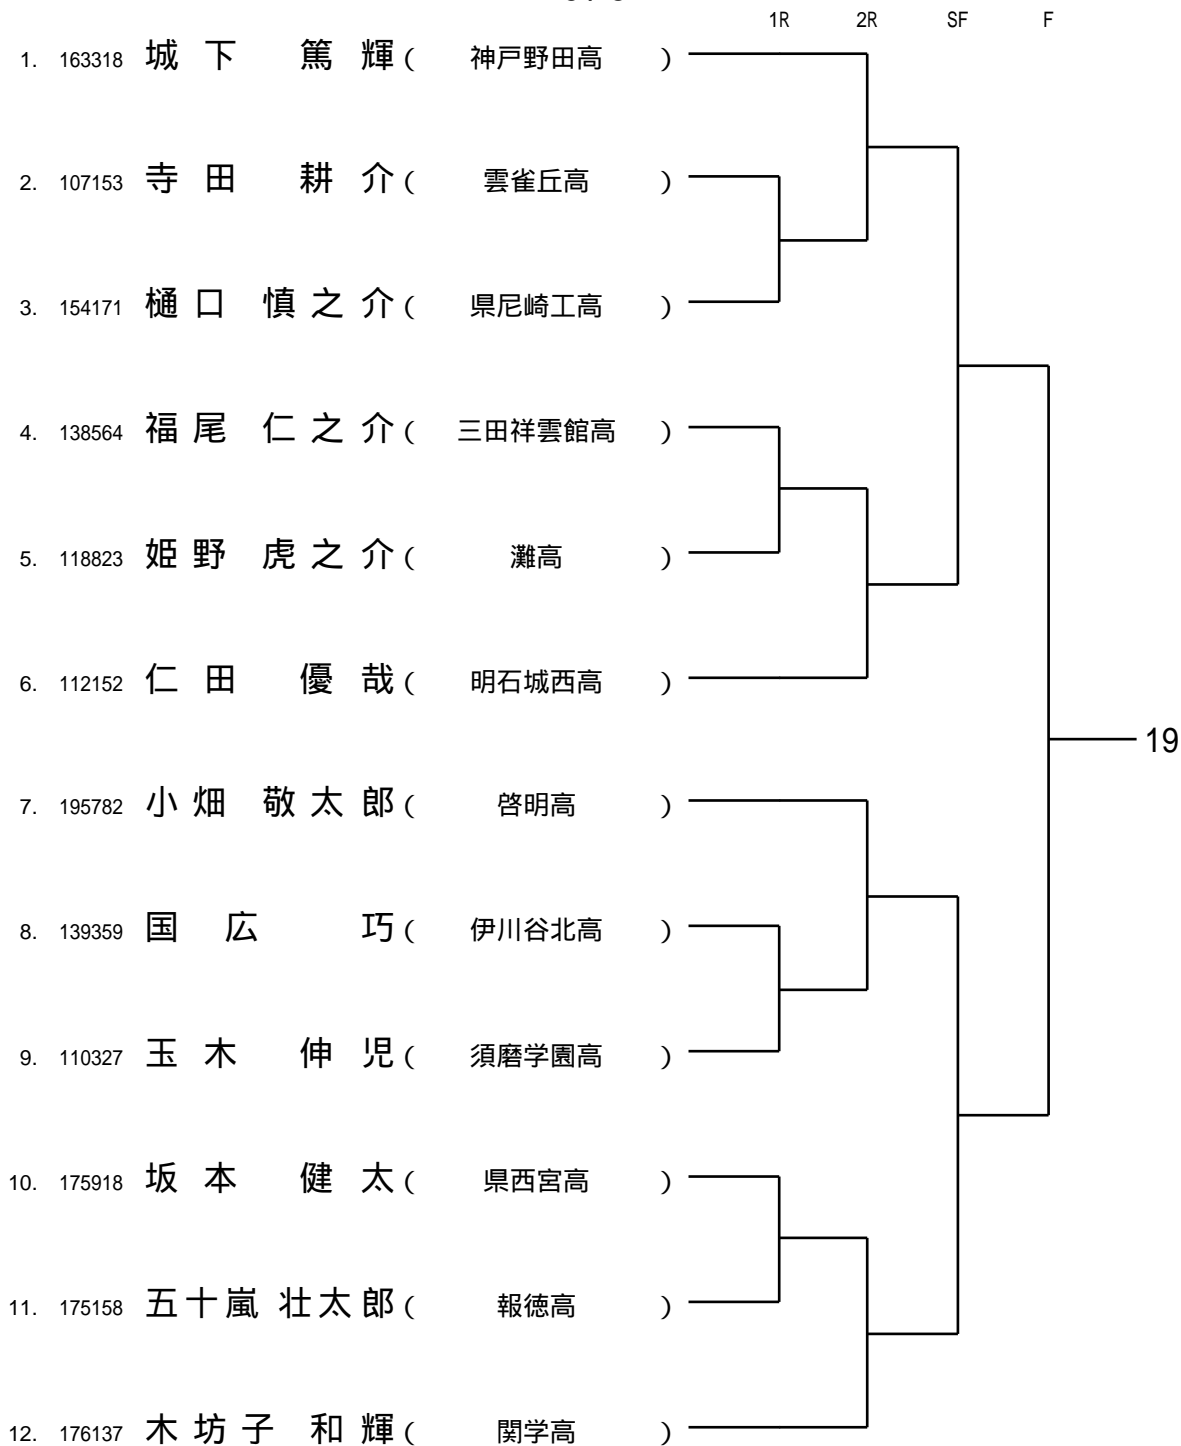 1R 2R SF F
1. 163318 城 下 篤 輝 ( 神戸野田高 )
2. 107153 寺 田 耕 介 ( 雲雀丘高 )
3. 154171 樋 口 慎 之 介 ( 県尼崎工高 )
4. 138564 福 尾 仁 之 介 ( 三田祥雲館高 )
5. 118823 姫 野 虎 之 介 ( 灘高 )
6. 112152 仁 田 優 哉 ( 明石城西高 )
19
7. 195782 小 畑 敬 太 郎 ( 啓明高 )
8. 139359 国 広 巧 ( 伊川谷北高 )
9. 110327 玉 木 伸 児 ( 須磨学園高 )
10. 175918 坂 本 健 太 ( 県西宮高 )
11. 175158 五十嵐 壮太郎 ( 報徳高 )
12. 176137 木 坊 子 和 輝 ( 関学高 )